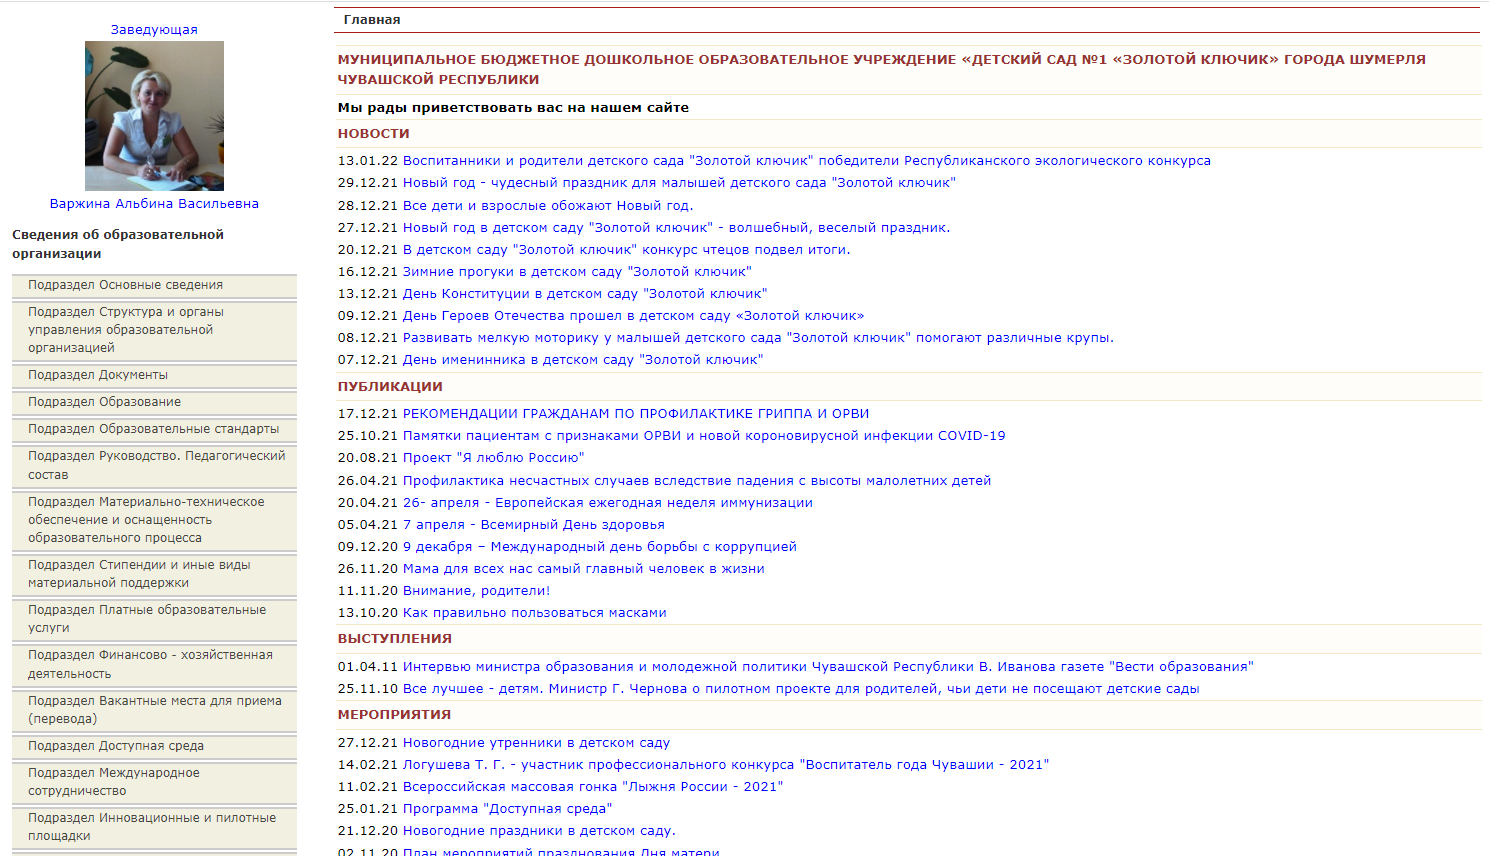 Заведующая
Варжина Альбина Васильевна
Сведения об образовательной
организации
Подраздел Основные сведения
Подраздел Структура и органы
управления образовательной
организацией
Подраздел Документы
Подраздел Образование
Подраздел Образовательные стандарты
Подраздел Руководство. Педагогический
состав
Подраздел Материально-техническое
обеспечение и оснащенность
образовательного процесса
Подраздел Стипендии и иные виды
материальной поддержки
Подраздел Платные образовательные
услуги
Подраздел Финансово - хозяйственная
деятельность
Подраздел Вакантные места для приема
(перевода)
Подраздел Доступная среда
Подраздел Международное
сотрудничество
Подраздел Инновационные и пилотные
площадки
Главная
МУНИЦИПАЛЬНОЕ БЮДЖЕТНОЕ ДОШКОЛЬНОЕ ОБРАЗОВАТЕЛЬНОЕ УЧРЕЖДЕНИЕ «ДЕТСКИЙ САД №1 «ЗОЛОТОЙ КЛЮЧИК» ГОРОДА ШУМЕРЛЯ
ЧУВАШСКОЙ РЕСПУБЛИКИ
Мы рады приветствовать вас на нашем сайте
НОВОСТИ
13.01.22 Воспитанники и родители детского сада "Золотой ключик" победители Республиканского экологического конкурса
29.12.21 Новый год - чудесный праздник для малышей детского сада "Золотой ключик"
28.12.21 Все дети и взрослые обожают Новый год.
27.12.21 Новый год в детском саду "Золотой ключик" - волшебный, веселый праздник.
20.12.21 В детском саду "Золотой ключик" конкурс чтецов подвел итоги.
16.12.21 Зимние прогуки в детском саду "Золотой ключик"
13.12.21 День Конституции в детском саду "Золотой ключик"
09.12.21 День Героев Отечества прошел в детском саду «Золотой ключик»
08.12.21 Развивать мелкую моторику у малышей детского сада "Золотой ключик" помогают различные крупы.
07.12.21 День именинника в детском саду "Золотой ключик"
ПУБЛИКАЦИИ
17.12.21 РЕКОМЕНДАЦИИ ГРАЖДАНАМ ПО ПРОФИЛАКТИКЕ ГРИППА И ОРВИ
25.10.21 Памятки пациентам с признаками ОРВИ и новой короновирусной инфекции COVID-19
20.08.21 Проект "Я люблю Россию"
26.04.21 Профилактика несчастных случаев вследствие падения с высоты малолетних детей
20.04.21 26- апреля - Европейская ежегодная неделя иммунизации
05.04.21 7 апреля - Всемирный День здоровья
09.12.20 9 декабря – Международный день борьбы с коррупцией
26.11.20 Мама для всех нас самый главный человек в жизни
11.11.20 Внимание, родители!
13.10.20 Как правильно пользоваться масками
ВЫСТУПЛЕНИЯ
01.04.11 Интервью министра образования и молодежной политики Чувашской Республики В. Иванова газете "Вести образования"
25.11.10 Все лучшее - детям. Министр Г. Чернова о пилотном проекте для родителей, чьи дети не посещают детские сады
МЕРОПРИЯТИЯ
27.12.21 Новогодние утренники в детском саду
14.02.21 Логушева Т. Г. - участник профессионального конкурса "Воспитатель года Чувашии - 2021"
11.02.21 Всероссийская массовая гонка "Лыжня России - 2021"
25.01.21 Программа "Доступная среда"
21.12.20 Новогодние праздники в детском саду.
02.11.20 План мероприятий празднования Дня матери